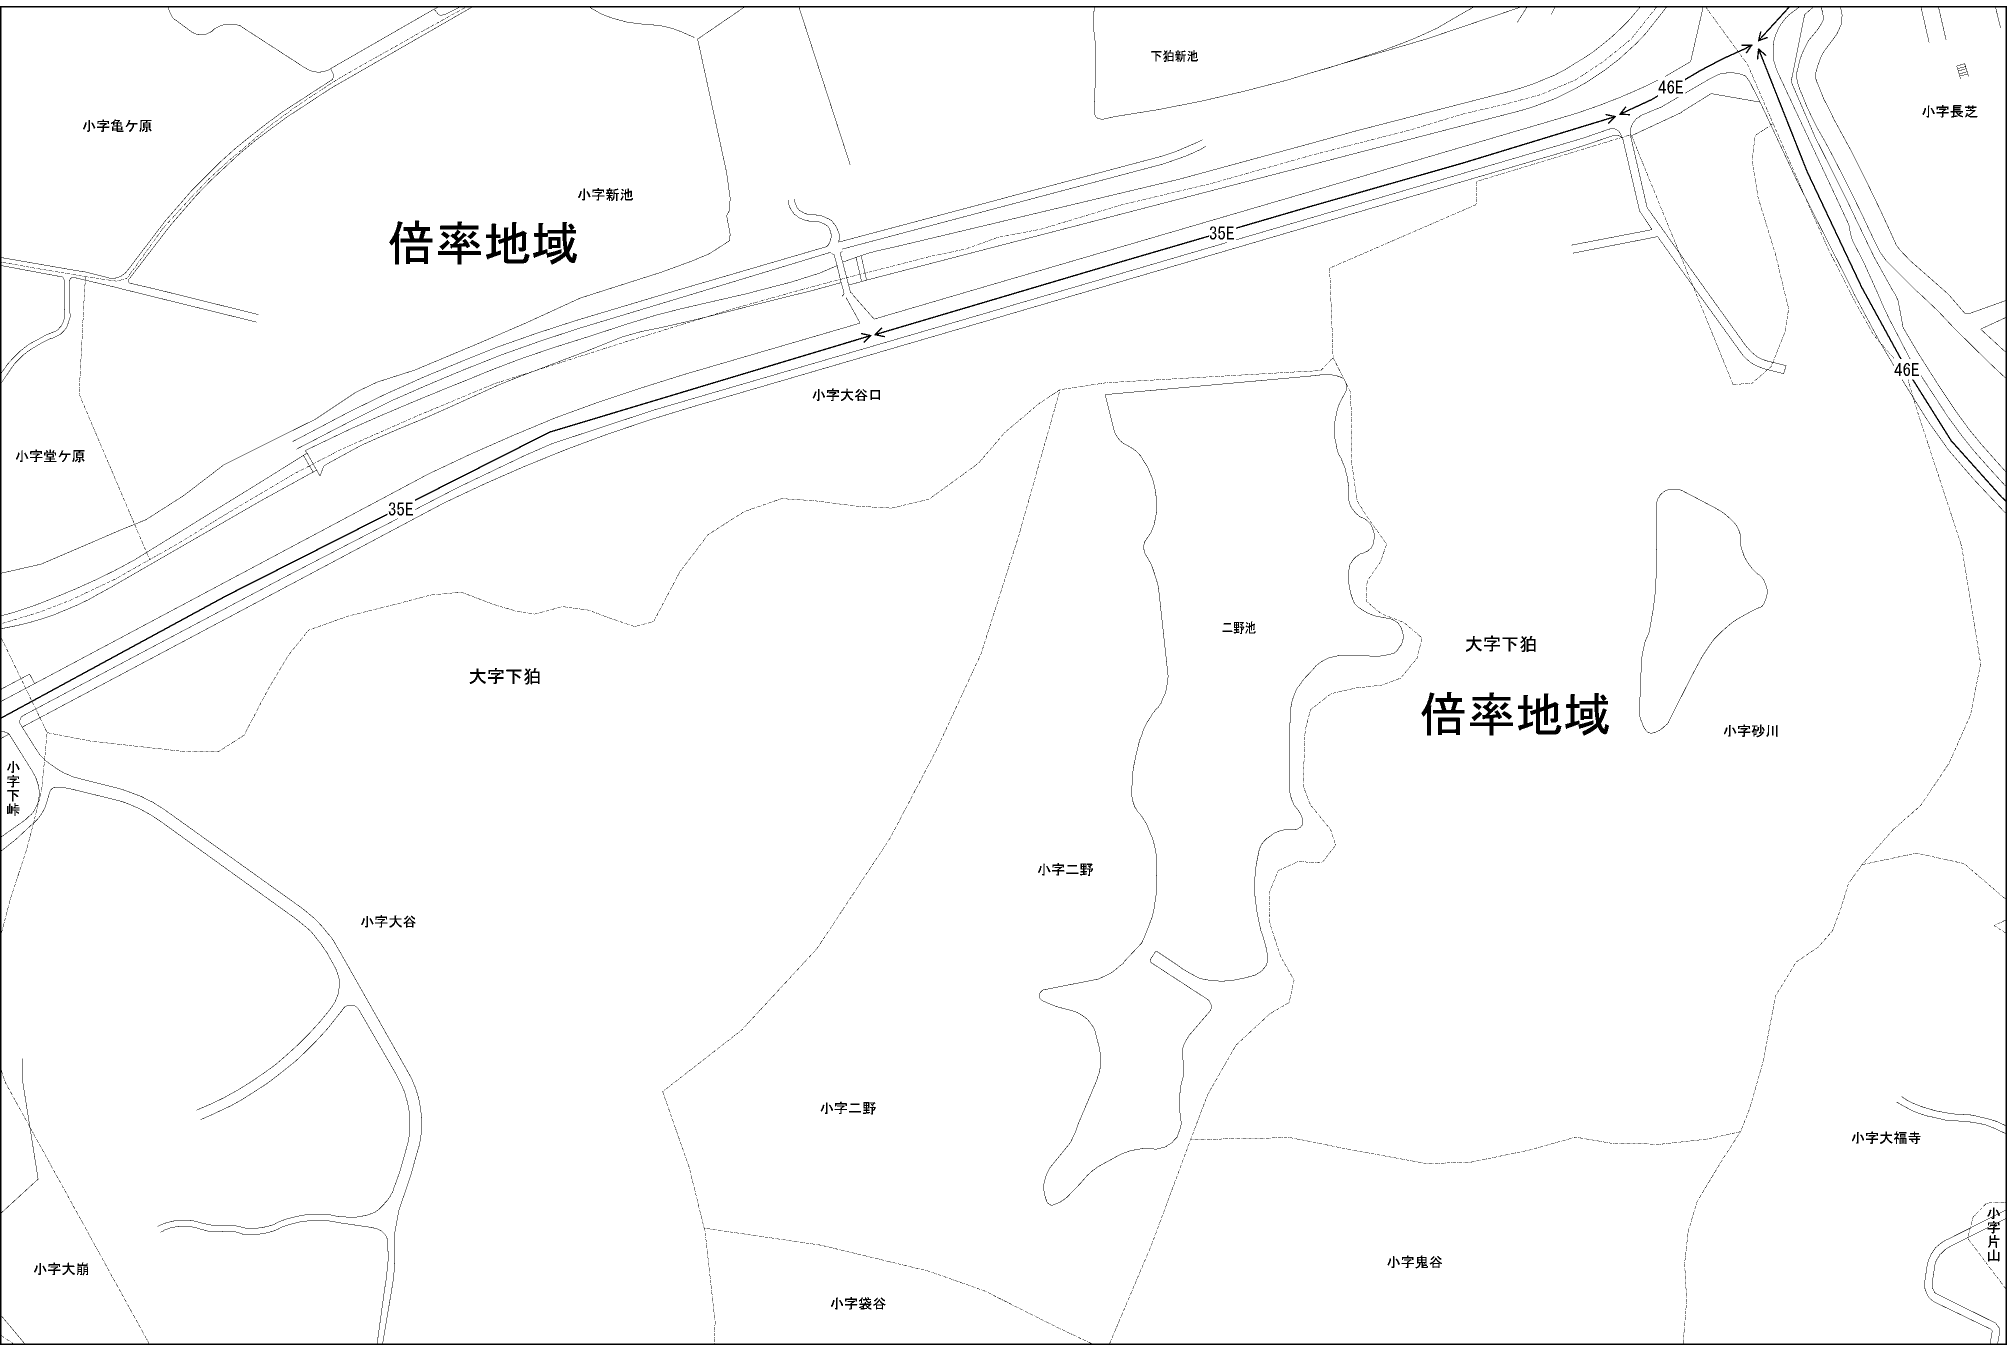 下狛新池
46E
小字長芝
小字亀ケ原
小字新池
倍率地域
35E
46E
小字大谷口
小字堂ケ原
35E
二野池
大字下狛
大字下狛
倍率地域
小字砂川
小字下峠
小字二野
小字大谷
小字二野
小字大福寺
小字片山
小字鬼谷
小字大崩
小字袋谷